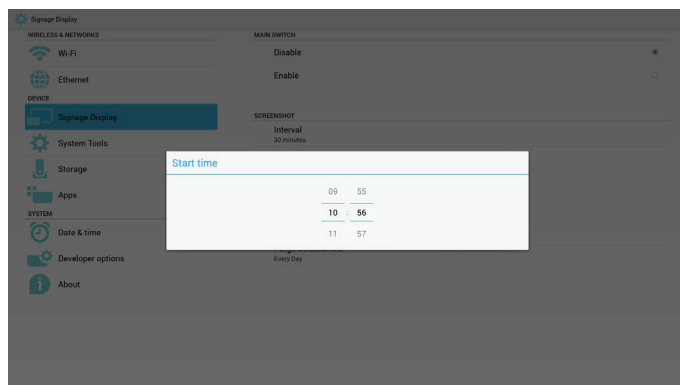 Signage Display
WIRELESS & NETWORKS
Wi-Fi
Ethernet
DEVICE
Signage Display
System Tools
Storage
Apps
SYSTEM
Date & time
Developer options
About
MAIN SWITCH
Disable
Enable
SCREENSHOT
Interval
30 minutes
Start time
09 55
10 : 56
11 57
Every Day